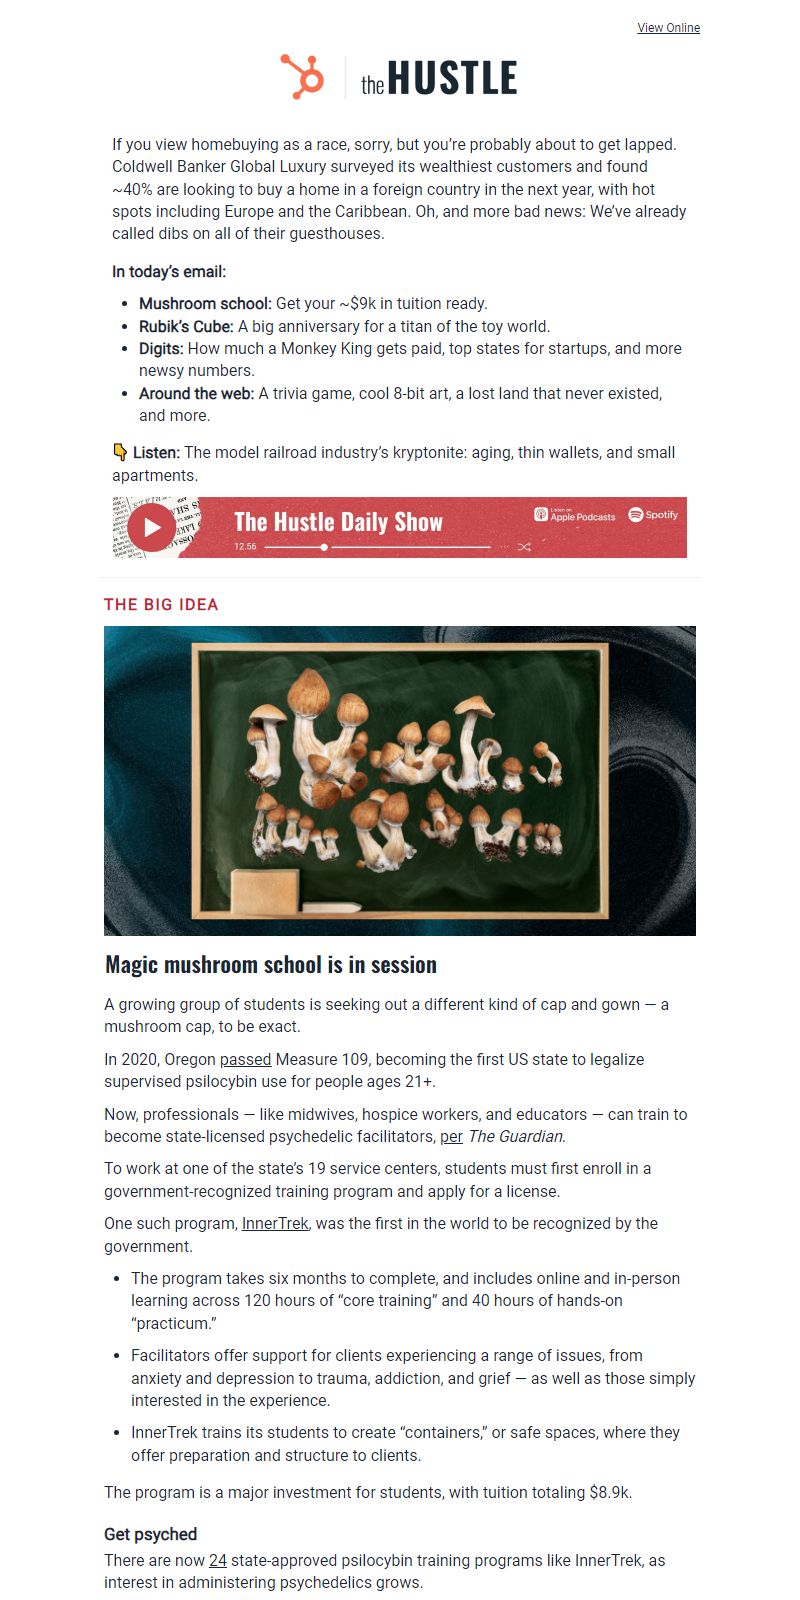 View Online
the HUSTLE
If you view homebuying as a race, sorry, but you’re probably about to get lapped.
Coldwell Banker Global Luxury surveyed its wealthiest customers and found
~40% are looking to buy a home in a foreign country in the next year, with hot
spots including Europe and the Caribbean. Oh, and more bad news: We’ve already
called dibs on all of their guesthouses.
In today’s email:
• Mushroom school: Get your ~$9k in tuition ready.
• Rubik’s Cube: A big anniversary for a titan of the toy world.
• Digits: How much a Monkey King gets paid, top states for startups, and more
newsy numbers.
• Around the web: A trivia game, cool 8-bit art, a lost land that never existed,
and more.
👇 Listen: The model railroad industry’s kryptonite: aging, thin wallets, and small
apartments.
The Hustle Daily Show
Listen on
Apple Podcasts
Spotify
12.56
THE BIG IDEA
Magic mushroom school is in session
A growing group of students is seeking out a different kind of cap and gown — a
mushroom cap, to be exact.
In 2020, Oregon passed Measure 109, becoming the first US state to legalize
supervised psilocybin use for people ages 21+.
Now, professionals — like midwives, hospice workers, and educators — can train to
become state-licensed psychedelic facilitators, per The Guardian.
To work at one of the state’s 19 service centers, students must first enroll in a
government-recognized training program and apply for a license.
One such program, InnerTrek, was the first in the world to be recognized by the
government.
• The program takes six months to complete, and includes online and in-person
learning across 120 hours of “core training” and 40 hours of hands-on
“practicum.”
• Facilitators offer support for clients experiencing a range of issues, from
anxiety and depression to trauma, addiction, and grief — as well as those simply
interested in the experience.
• InnerTrek trains its students to create “containers,” or safe spaces, where they
offer preparation and structure to clients.
The program is a major investment for students, with tuition totaling $8.9k.
Get psyched
There are now 24 state-approved psilocybin training programs like InnerTrek, as
interest in administering psychedelics grows.